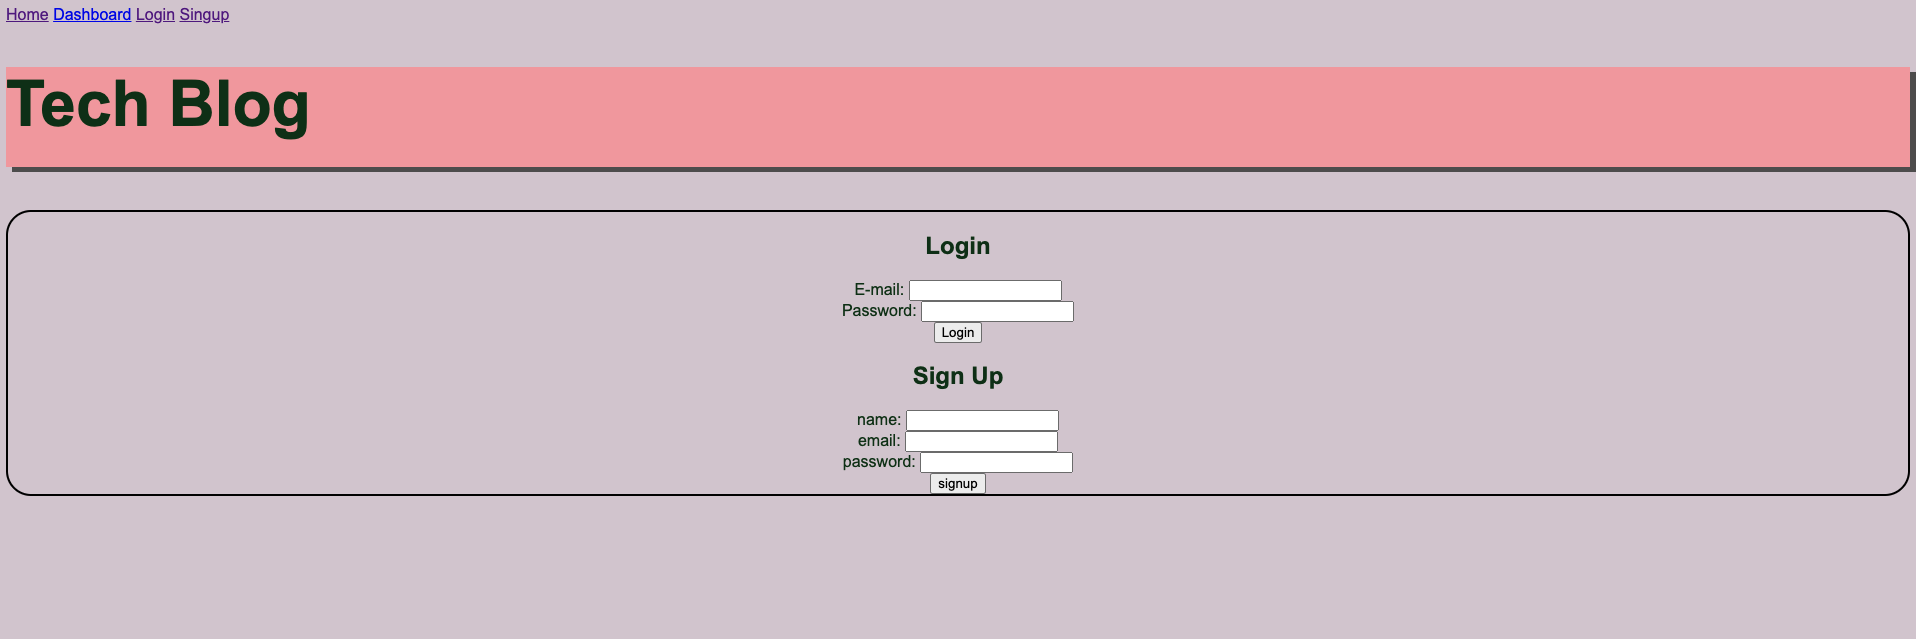 Home Dashboard Login Singup
Tech Blog
Login
E-mail:
Password:
Login
Sign Up
name:
email:
password:
signup